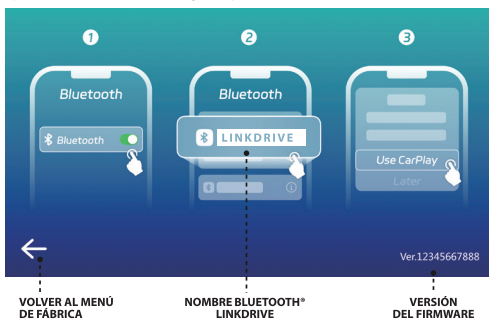 1
2
3
Bluetooth
Bluetooth
Bluetooth
LINKDRIVE
Use CarPlay
Later
Ver.12345667888
VOLVER AL MENÚ
DE FÁBRICA
NOMBRE BLUETOOTH®
LINKDRIVE
VERSIÓN
DEL FIRMWARE